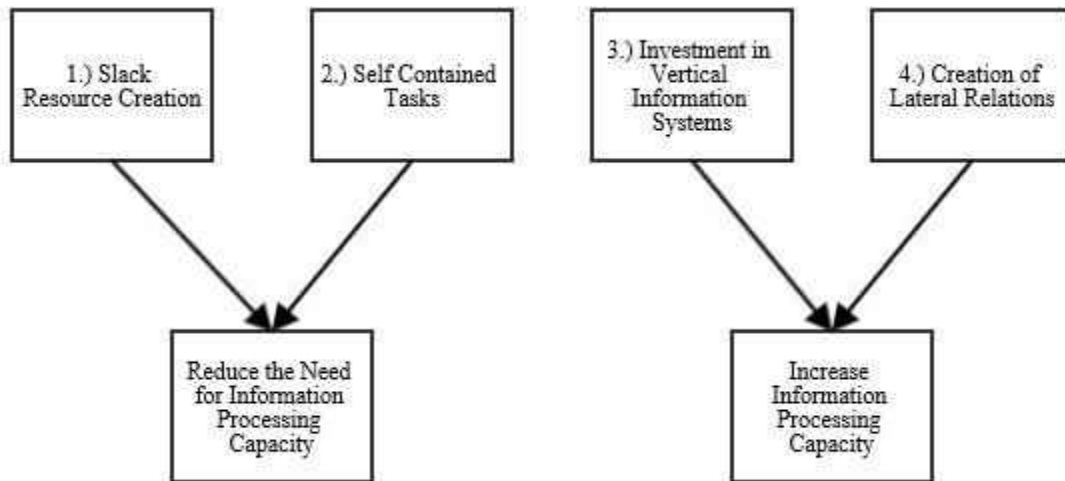 1.) Slack
Resource Creation
2.) Self Contained
Tasks
3.) Investment in
Vertical
Information
Systems
4.) Creation of
Lateral Relations
Reduce the Need
for Information
Processing
Capacity
Increase
Information
Processing
Capacity